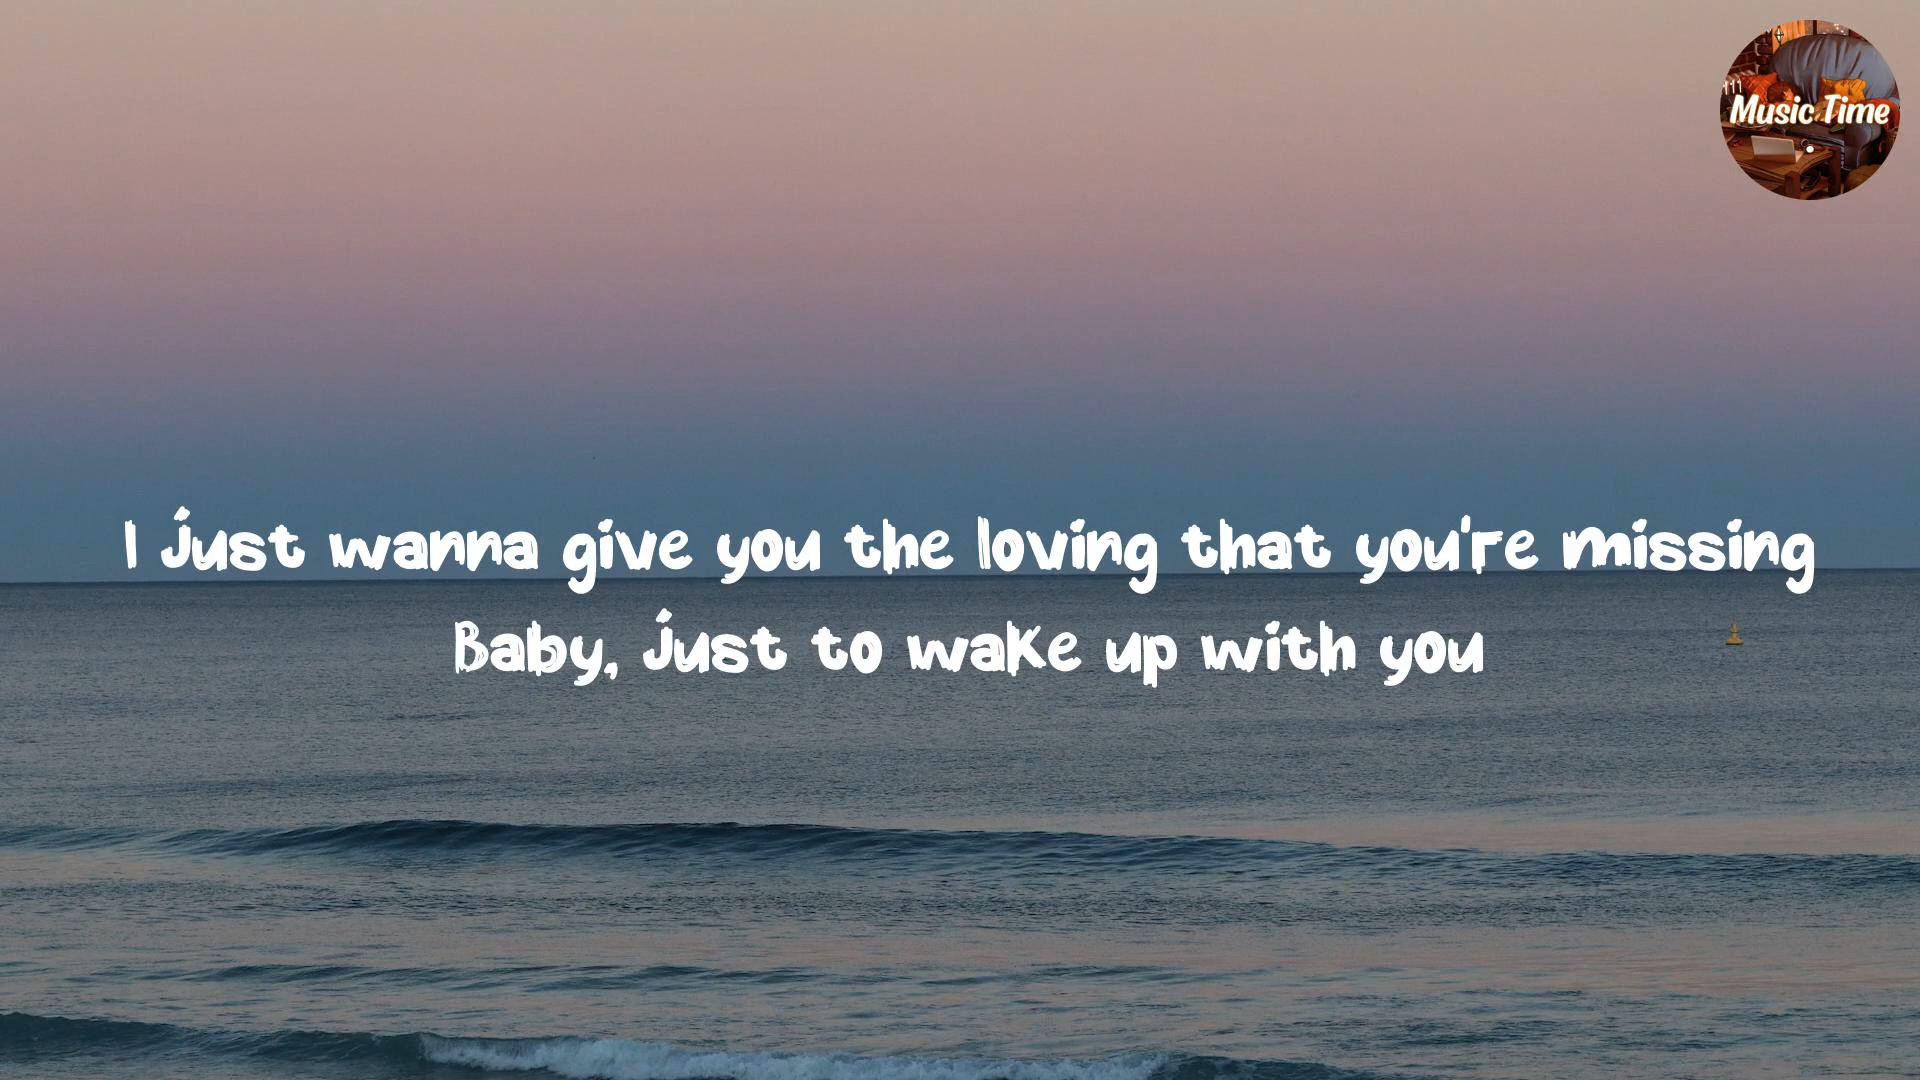 Music Time
I just wanna give you the loving that you're missing
Baby, just to wake up with you